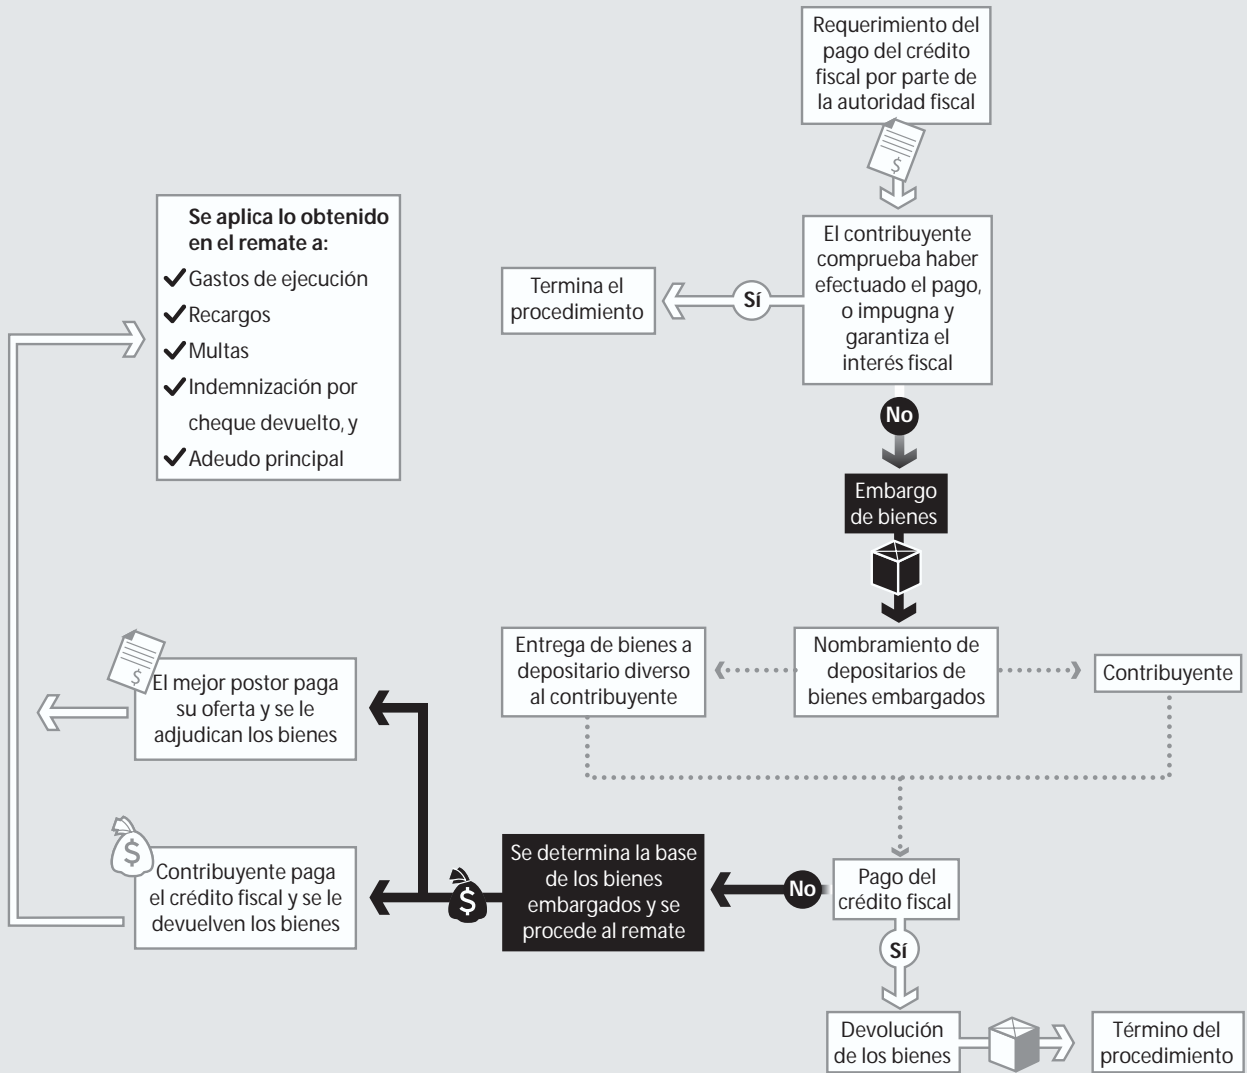 Requerimiento del
pago del crédito
fiscal por parte de
la autoridad fiscal
$
El contribuyente
comprueba haber
efectuado el pago,
o impugna y
garantiza el
interés fiscal
Sí
Termina el
procedimiento
No
Embargo
de bienes
Nombramiento de
depositarios de
bienes embargados
Entrega de bienes a
depositario diverso
al contribuyente
Contribuyente
Pago del
crédito fiscal
Sí
Devolución
de los bienes
Término del
procedimiento
No
Se determina la base
de los bienes
embargados y se
procede al remate
$
$
El mejor postor paga
su oferta y se le
adjudican los bienes
$
Contribuyente paga
el crédito fiscal y se le
devuelven los bienes
Se aplica lo obtenido
en el remate a:
Gastos de ejecución
Recargos
Multas
Indemnización por
cheque devuelto, y
Adeudo principal